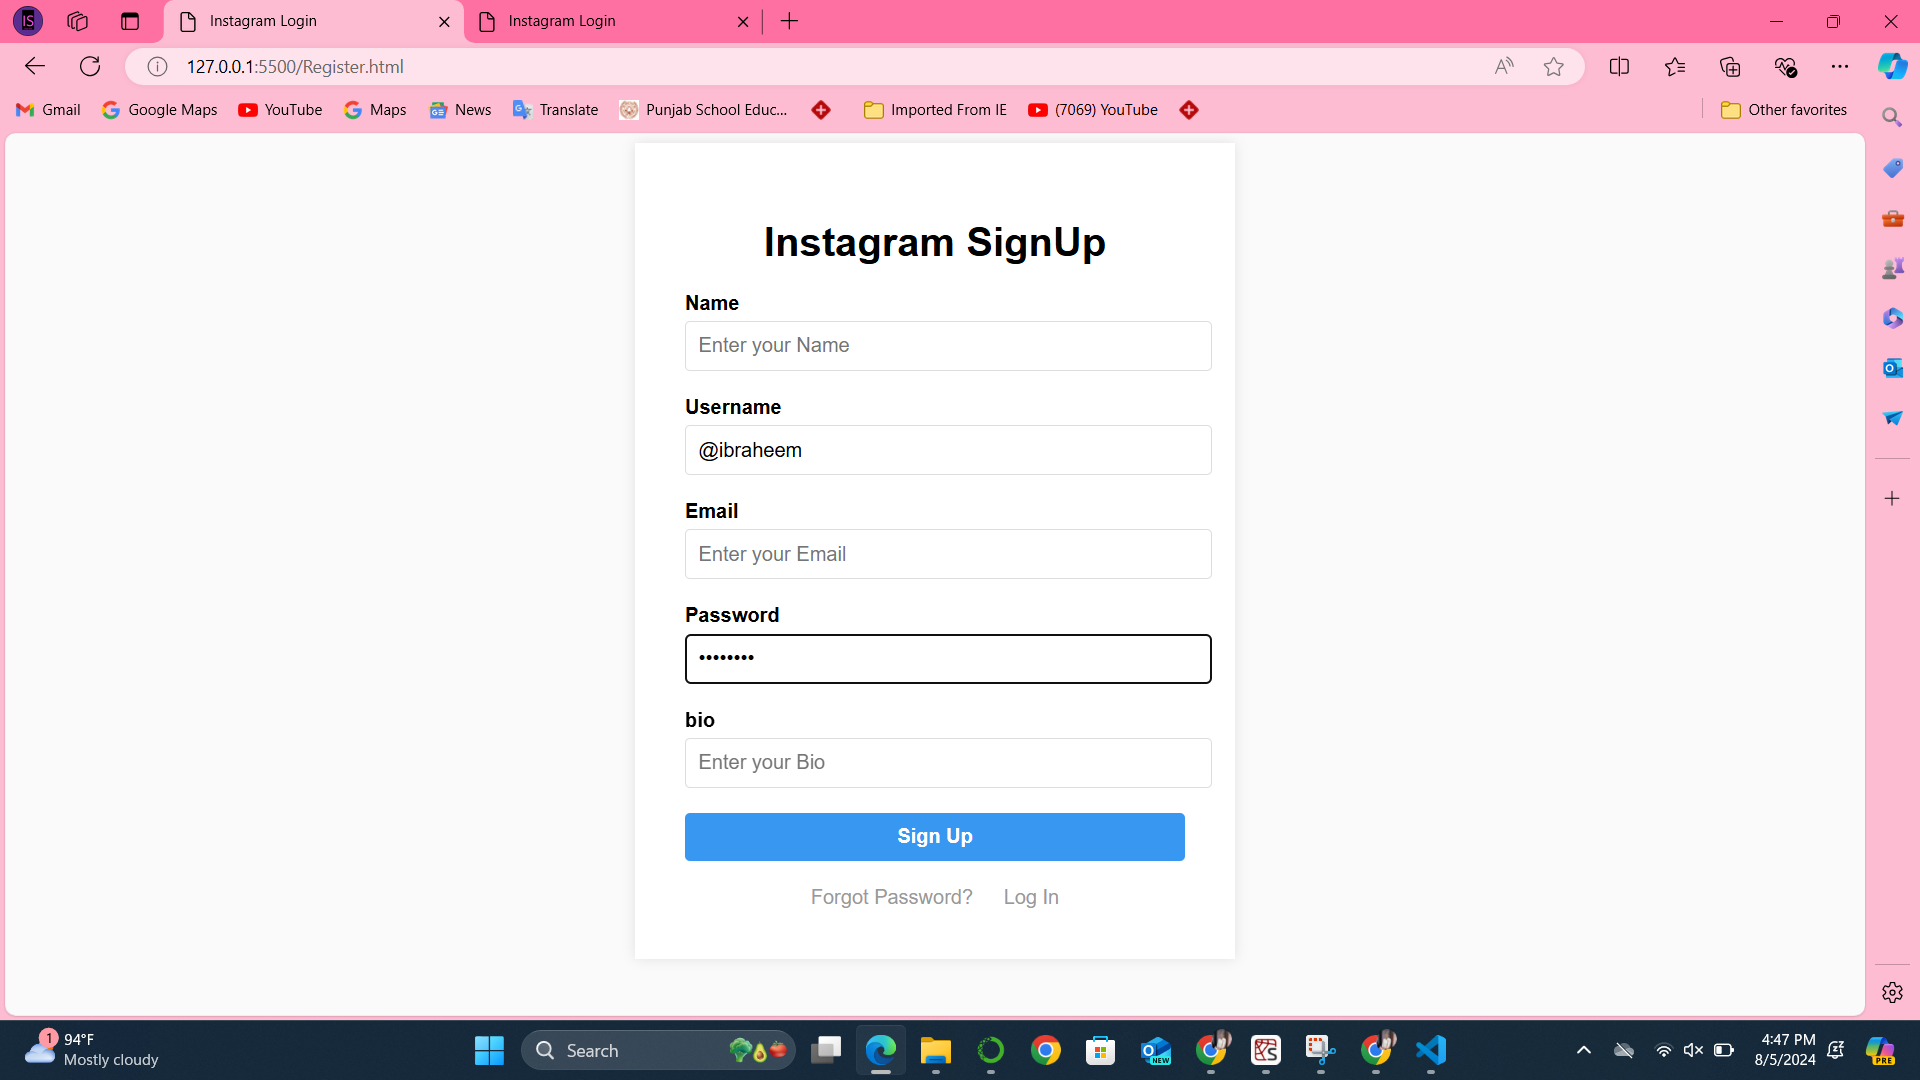 IS Instagram Login Instagram Login
127.0.0.1:5500/Register.html
Gmail Google Maps YouTube Maps News Translate Punjab School Educ... Imported From IE (7069) YouTube Other favorites
Instagram SignUp
Name
Enter your Name
Username
@ibraheem
Email
Enter your Email
Password
••••••••
bio
Enter your Bio
Sign Up
Forgot Password? Log In
1 94°F
Mostly cloudy
Search
NEW
4:47 PM
8/5/2024
PRE